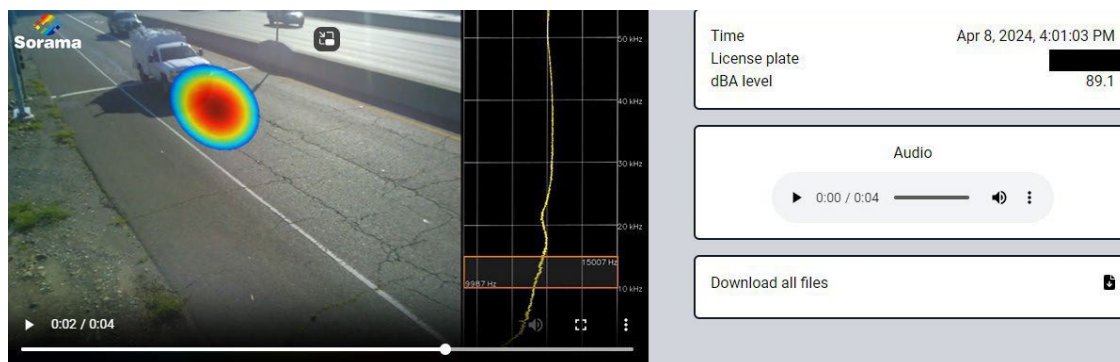 Sorama
50 kHz
40 kHz
30 kHz
20 kHz
15007 Hz
9987 Hz
10 kHz
0:02 / 0:04
Time Apr 8, 2024, 4:01:03 PM
License plate
dBA level 89.1
Audio
0:00 / 0:04
Download all files